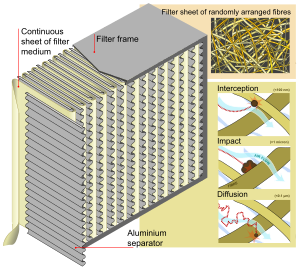 Filter sheet of randomly arranged fibres
Continuous
sheet of filter
medium
Filter frame
Interception
Impact
Diffusion
Aluminium
separator